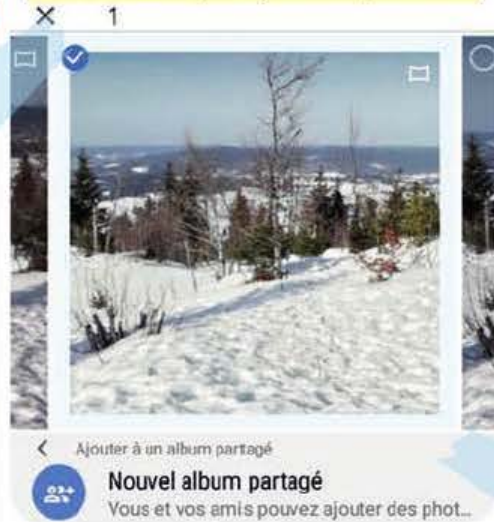 1
Ajouter à un album partagé
Nouvel album partagé
Vous et vos amis pouvez ajouter des phot...